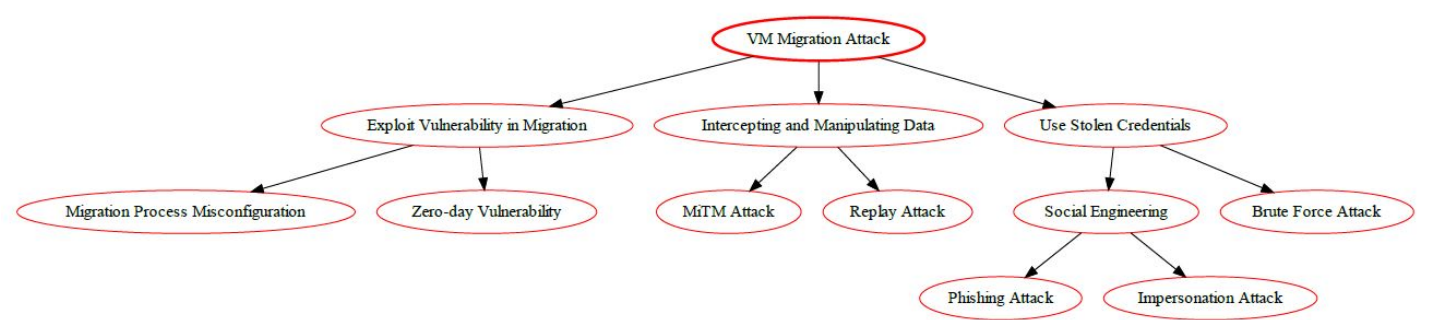 VM Migration Attack
Exploit Vulnerability in Migration
Intercepting and Manipulating Data
Use Stolen Credentials
Migration Process Misconfiguration
Zero-day Vulnerability
MiTM Attack
Replay Attack
Social Engineering
Brute Force Attack
Phishing Attack
Impersonation Attack